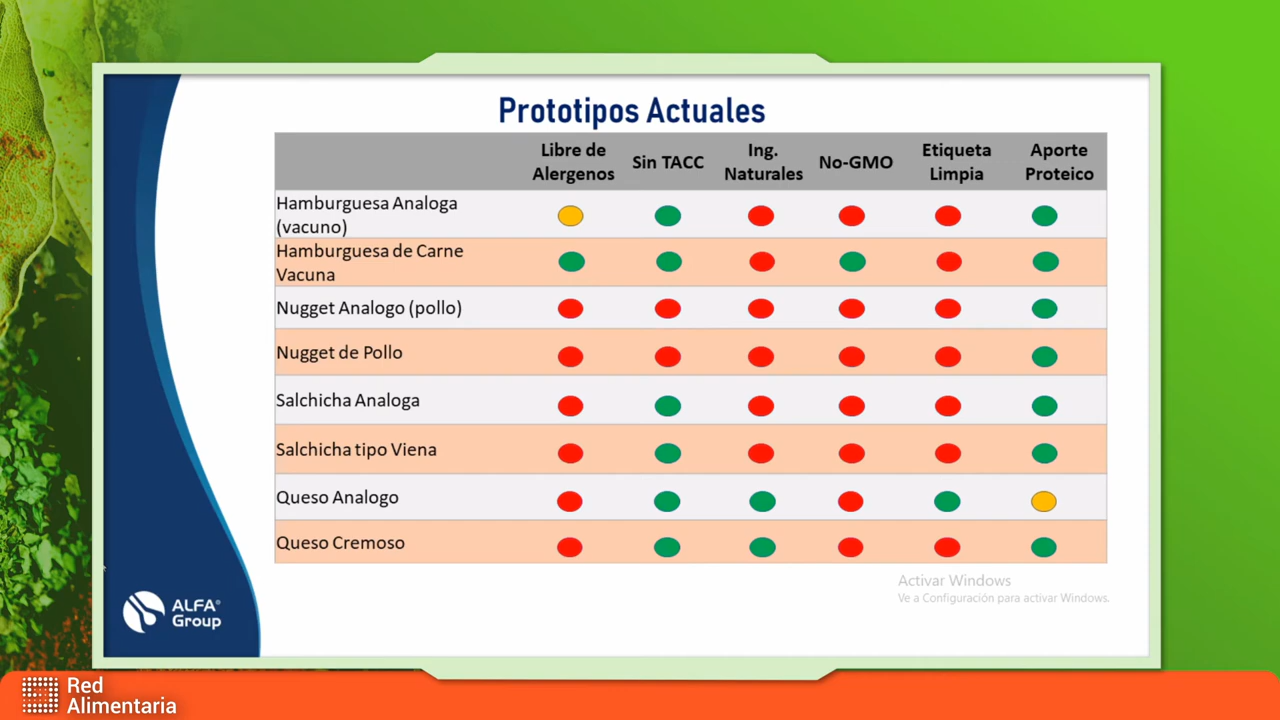 Prototipos Actuales
Libre de
Alergenos
Sin TACC
Ing.
Naturales
No-GMO
Etiqueta
Limpia
Aporte
Proteico
Hamburguesa Analoga
(vacuno)
Hamburguesa de Carne
Vacuna
Nugget Analogo (pollo)
Nugget de Pollo
Salchicha Analoga
Salchicha tipo Viena
Queso Analogo
Queso Cremoso
Activar Windows
Ve a Configuración para activar Windows.
ALFA®
Group
Red
Alimentaria